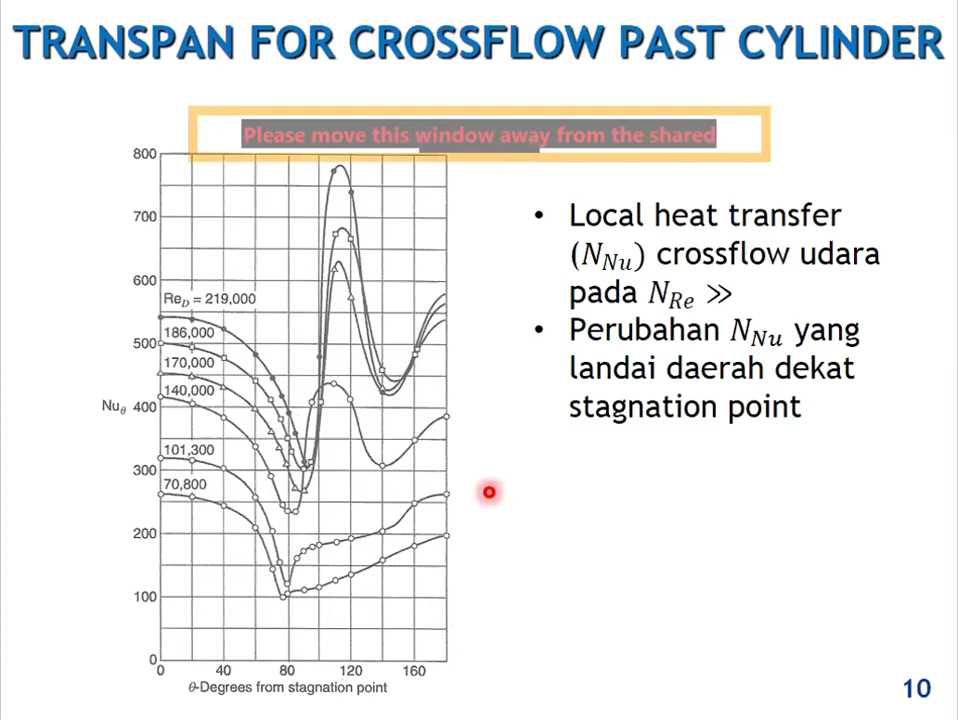 TRANSPAN FOR CROSSFLOW PAST CYLINDER
Please move this window away from the shared
800
700
600
500
400
300
200
100
0
Nu_θ
Re_D = 219,000
186,000
170,000
140,000
101,300
70,800
0 40 80 120 160
θ-Degrees from stagnation point
• Local heat transfer
(N_Nu) crossflow udara
pada N_Re ≫
• Perubahan N_Nu yang
landai daerah dekat
stagnation point
10